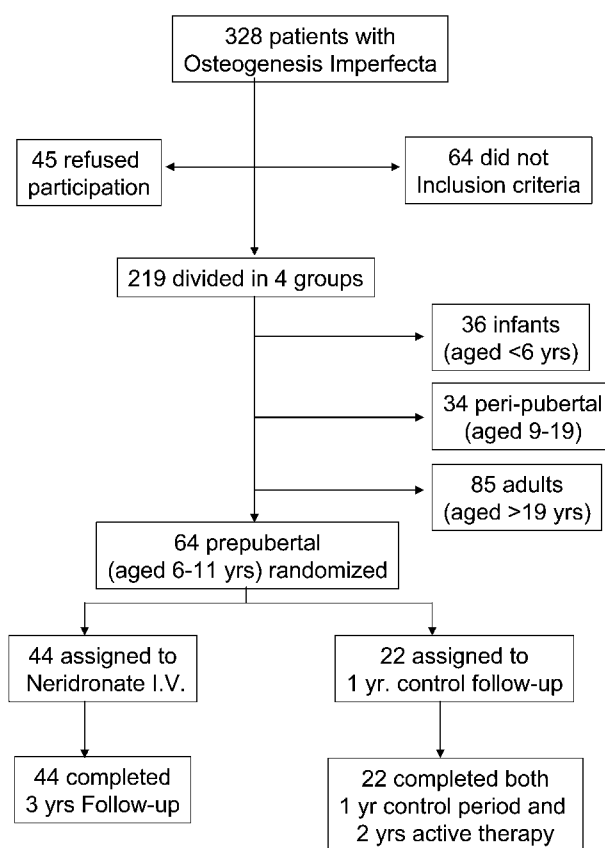 328 patients with
Osteogenesis Imperfecta
45 refused
participation
64 did not
Inclusion criteria
219 divided in 4 groups
36 infants
(aged <6 yrs)
34 peri-pubertal
(aged 9-19)
85 adults
(aged >19 yrs)
64 prepubertal
(aged 6-11 yrs) randomized
44 assigned to
Neridronate I.V.
22 assigned to
1 yr. control follow-up
44 completed
3 yrs Follow-up
22 completed both
1 yr control period and
2 yrs active therapy